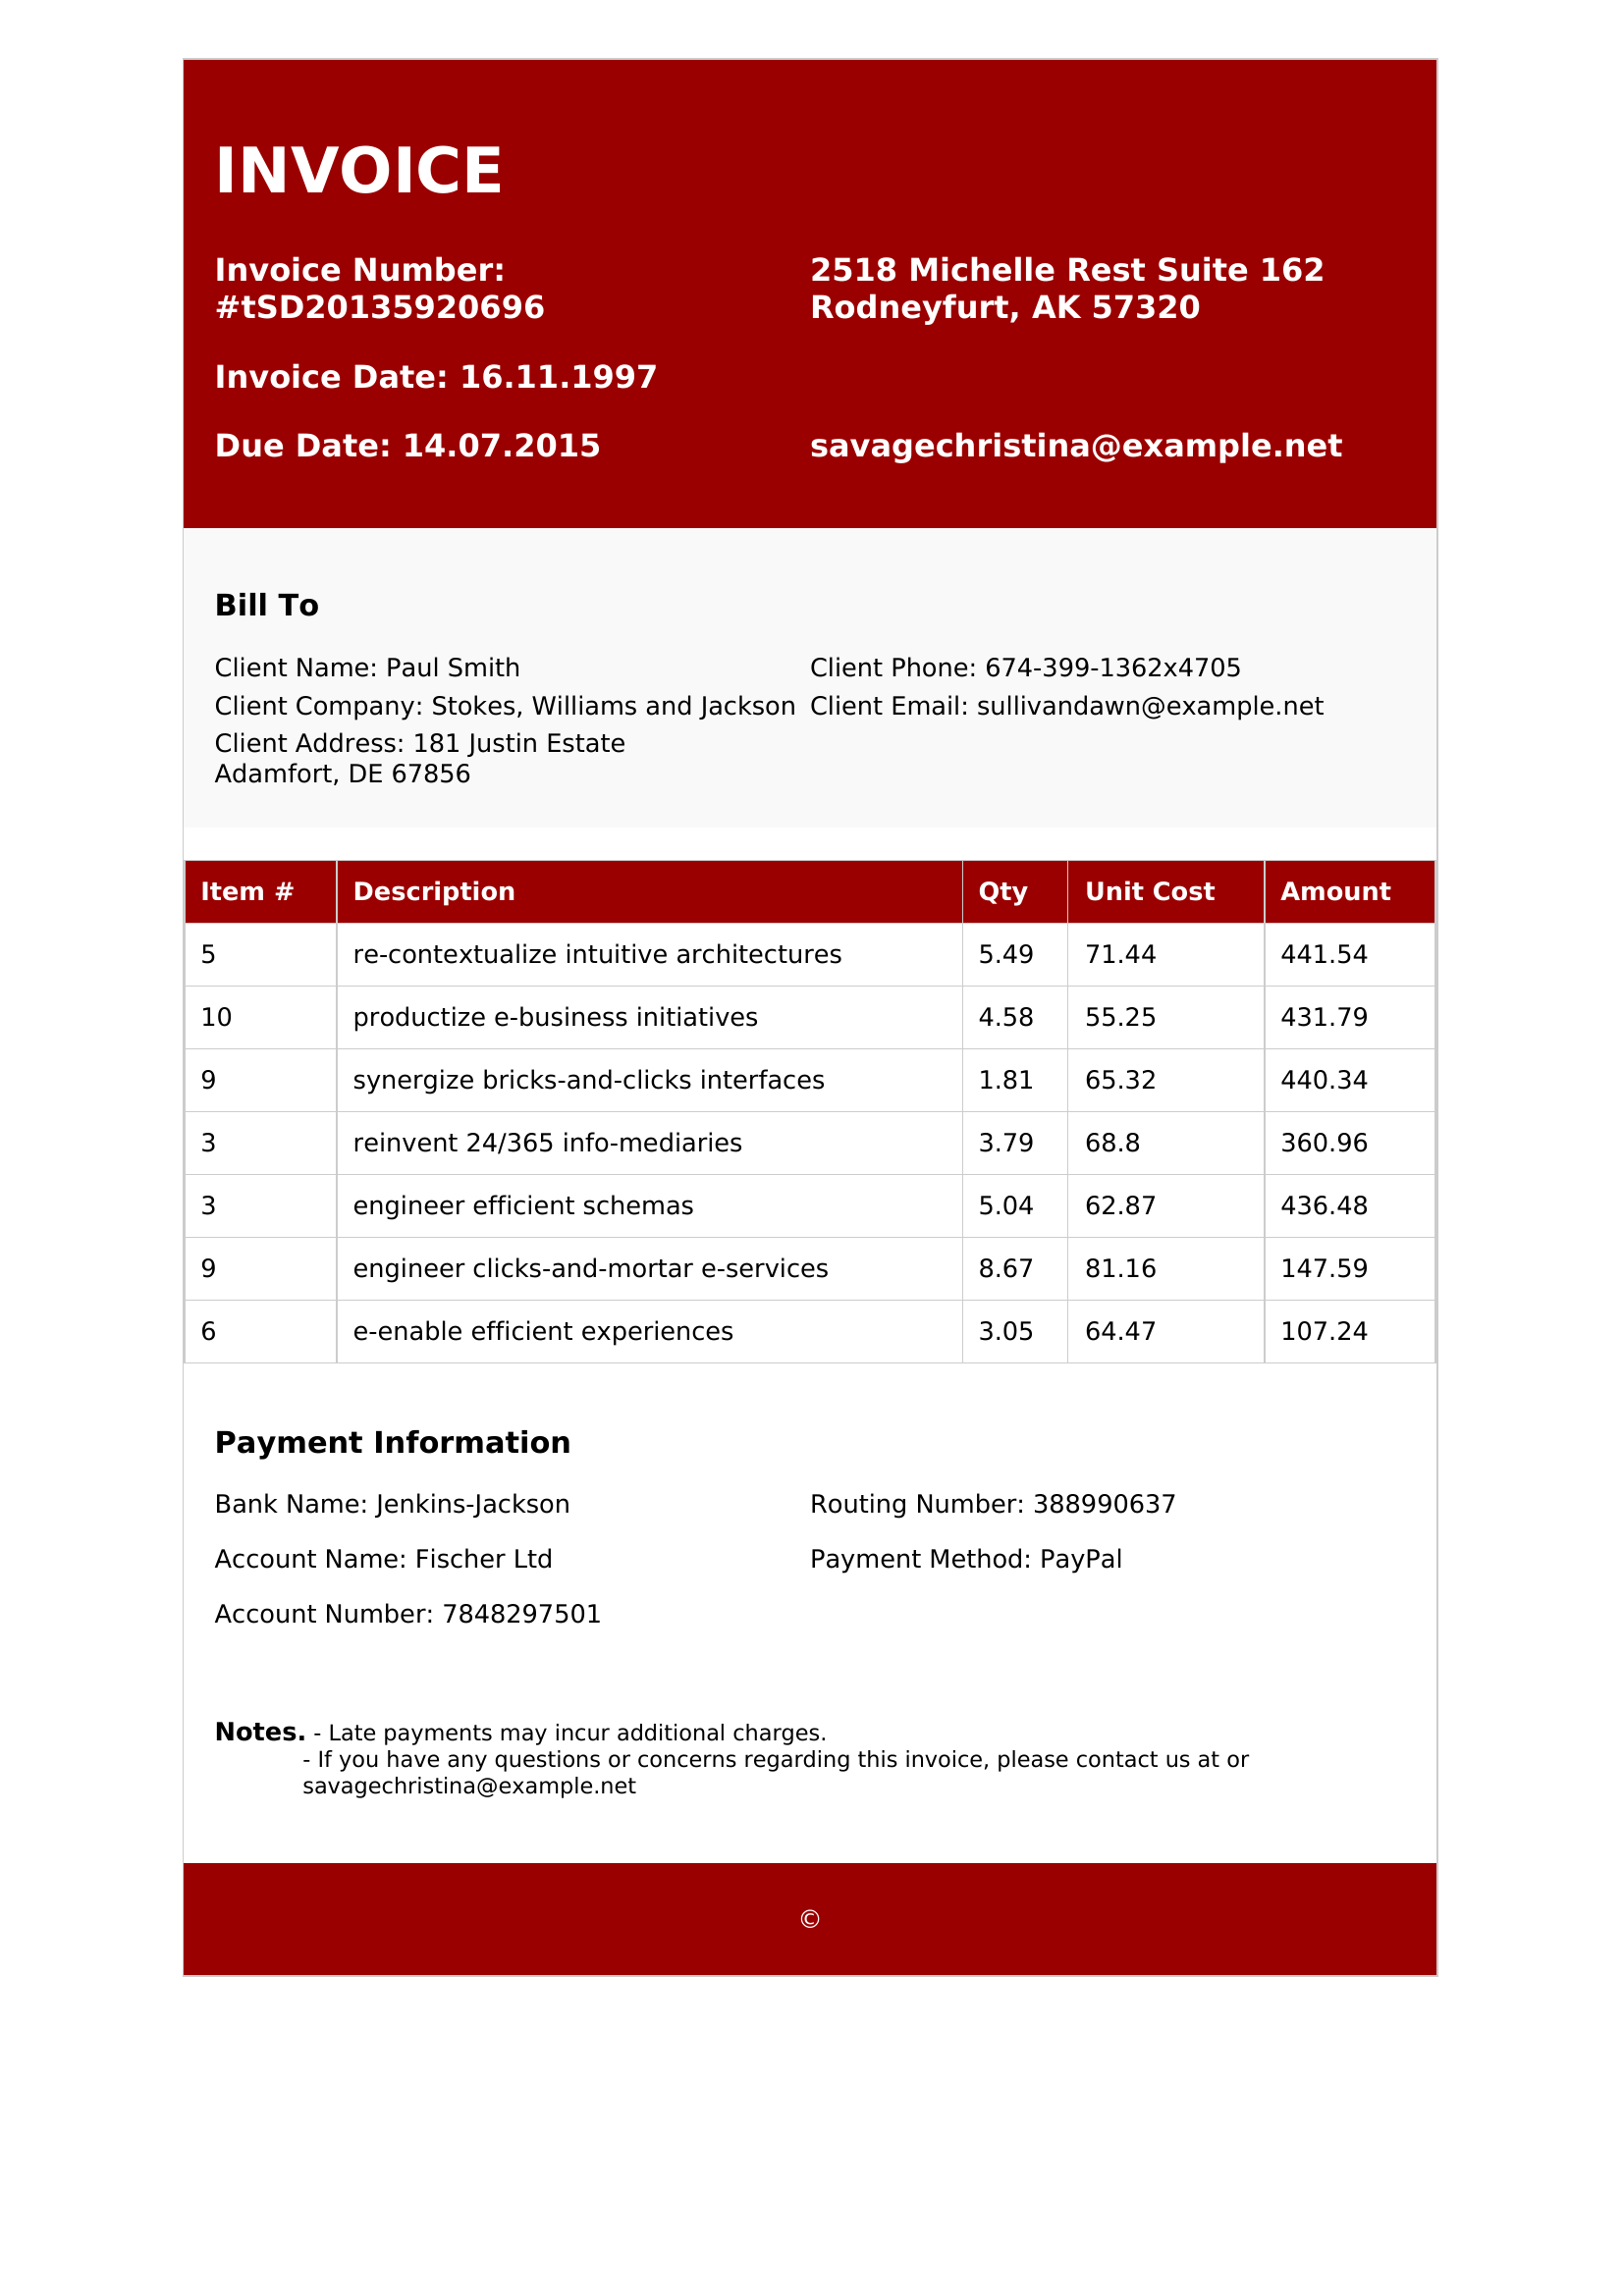 INVOICE
Invoice Number:
#tSD20135920696
2518 Michelle Rest Suite 162
Rodneyfurt, AK 57320
Invoice Date: 16.11.1997
Due Date: 14.07.2015
savagechristina@example.net
Bill To
Client Name: Paul Smith
Client Phone: 674-399-1362x4705
Client Company: Stokes, Williams and Jackson
Client Email: sullivandawn@example.net
Client Address: 181 Justin Estate
Adamfort, DE 67856
Item # Description Qty Unit Cost Amount
5 re-contextualize intuitive architectures 5.49 71.44 441.54
10 productize e-business initiatives 4.58 55.25 431.79
9 synergize bricks-and-clicks interfaces 1.81 65.32 440.34
3 reinvent 24/365 info-mediaries 3.79 68.8 360.96
3 engineer efficient schemas 5.04 62.87 436.48
9 engineer clicks-and-mortar e-services 8.67 81.16 147.59
6 e-enable efficient experiences 3.05 64.47 107.24
Payment Information
Bank Name: Jenkins-Jackson
Routing Number: 388990637
Account Name: Fischer Ltd
Payment Method: PayPal
Account Number: 7848297501
Notes. - Late payments may incur additional charges.
- If you have any questions or concerns regarding this invoice, please contact us at or
savagechristina@example.net
©